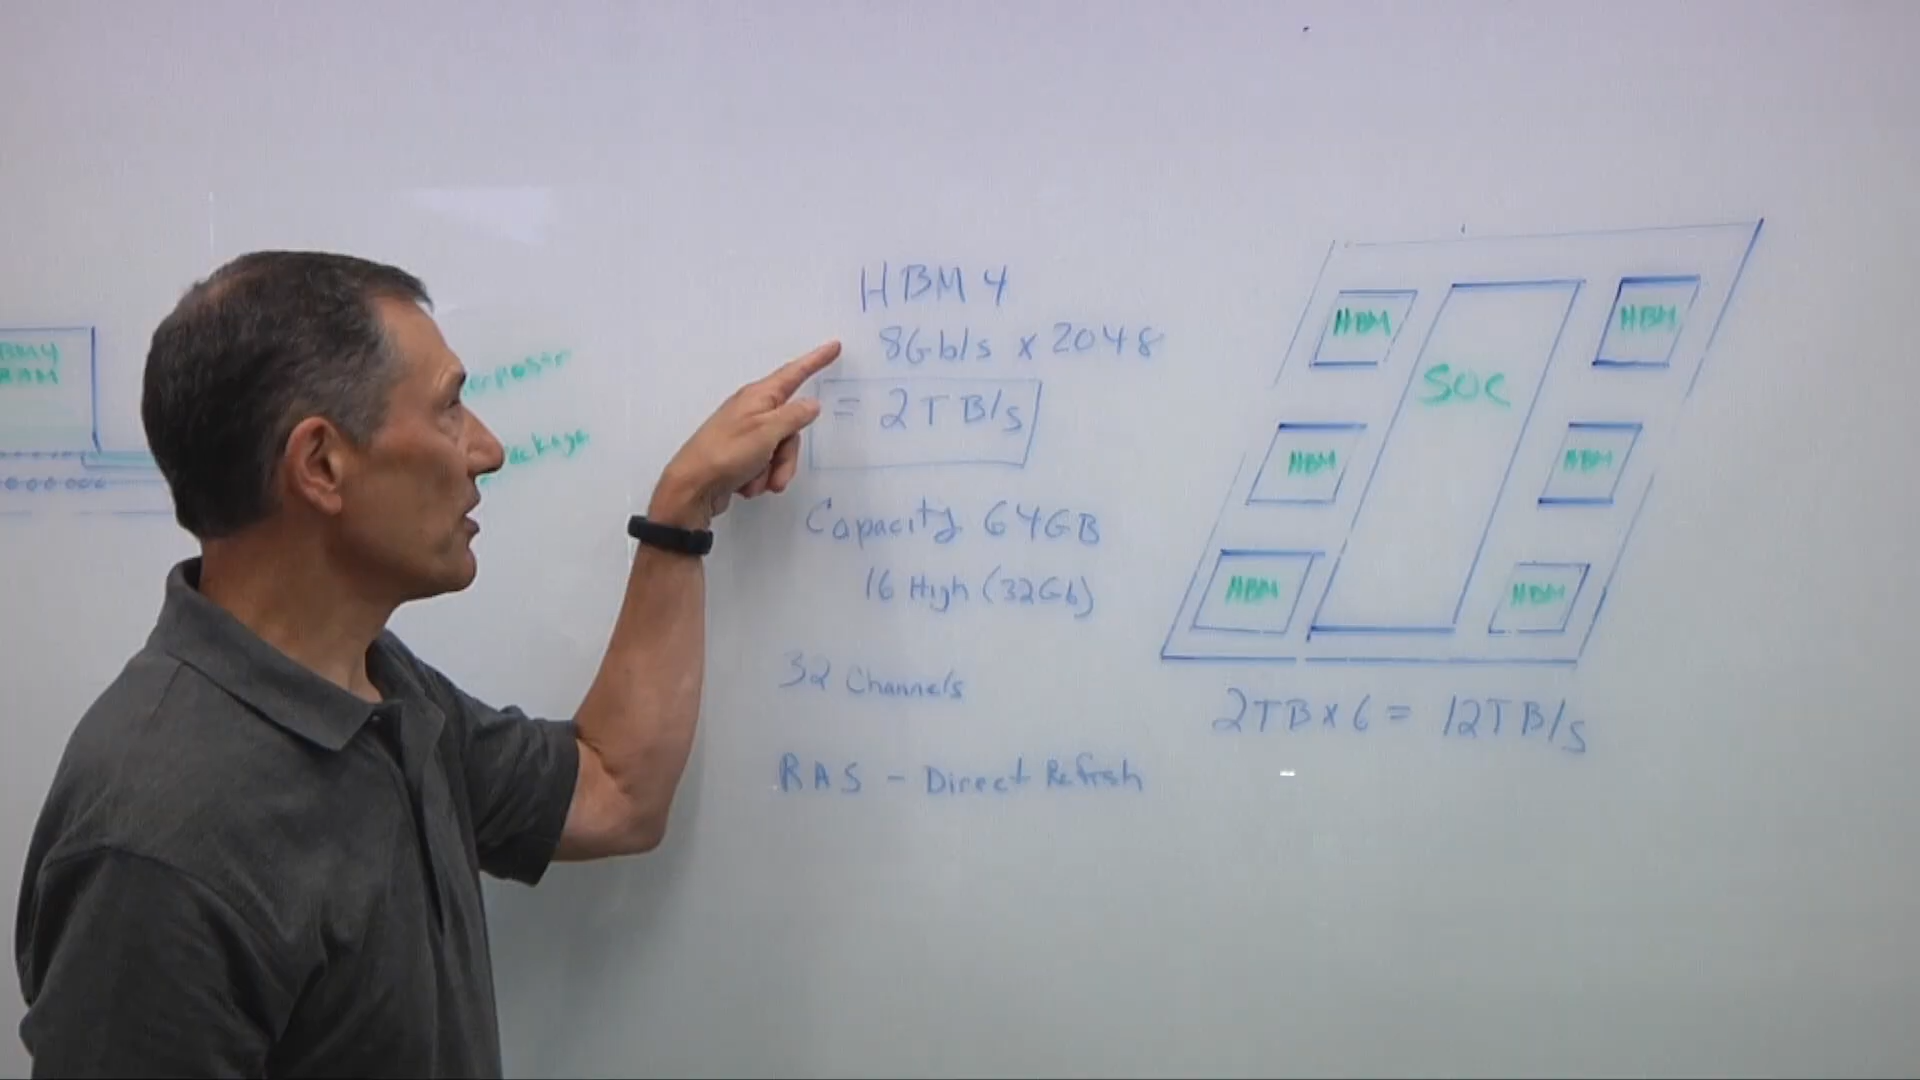 HBM4
8Gb/s x 2048
= 2TB/s
Capacity 64GB
16 High (32Gb)
32 Channels
RAS - Direct Refresh
HBM
HBM
SOC
HBM
HBM
HBM
HBM
2TB x 6 = 12TB/s